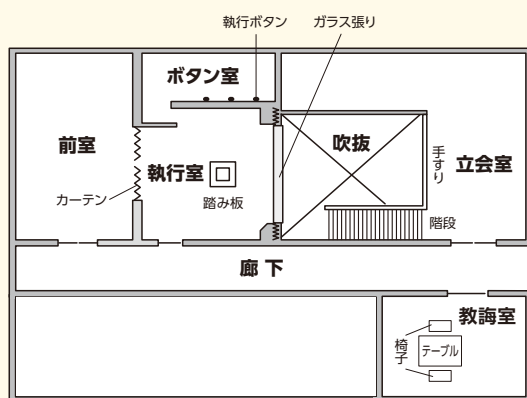 執行ボタン
ガラス張り
ボタン室
前室
吹抜
執行室
立会室
手すり
カーテン
踏み板
階段
廊下
教誨室
椅子
テーブル